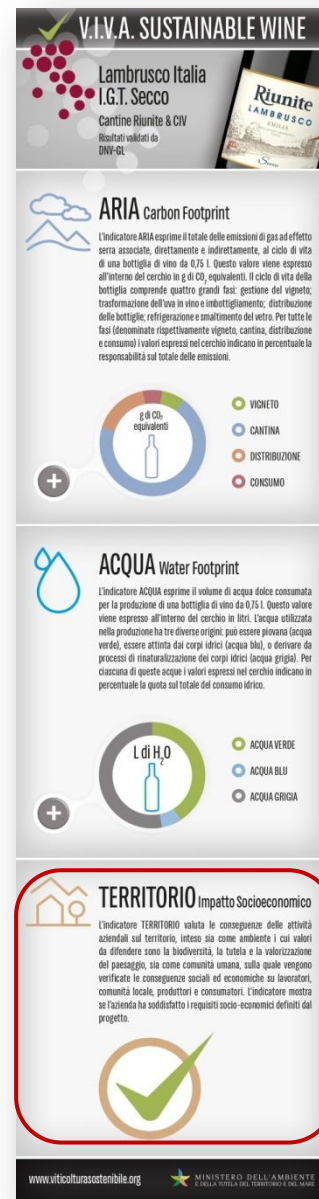 V.I.V.A. SUSTAINABLE WINE
Lambrusco Italia
I.G.T. Secco
Cantine Riunite & CIV
Risultati validati da
DNV-GL
Riunite
LAMBRUSCO
EMILIA
Secco
ARIA Carbon Footprint
L'indicatore ARIA esprime il totale delle emissioni di gas ad effetto
serra associate, direttamente e indirettamente, al ciclo di vita
di una bottiglia di vino da 0,75 l. Questo valore viene espresso
all'interno del cerchio in g di CO₂ equivalenti. Il ciclo di vita della
bottiglia comprende quattro grandi fasi: gestione del vigneto;
trasformazione dell'uva in vino e imbottigliamento; distribuzione
delle bottiglie; refrigerazione e smaltimento del vetro. Per tutte le
fasi (denominate rispettivamente vigneto, cantina, distribuzione
e consumo) i valori espressi nel cerchio indicano in percentuale la
responsabilità sul totale delle emissioni.
g di CO₂
equivalenti
VIGNETO
CANTINA
DISTRIBUZIONE
CONSUMO
ACQUA Water Footprint
L'indicatore ACQUA esprime il volume di acqua dolce consumata
per la produzione di una bottiglia di vino da 0,75 l. Questo valore
viene espresso all'interno del cerchio in litri. L'acqua utilizzata
nella produzione ha tre diverse origini: può essere piovana (acqua
verde), essere attinta dai corpi idrici (acqua blu), o derivare da
processi di rinaturalizzazione dei corpi idrici (acqua grigia). Per
ciascuna di queste acque i valori espressi nel cerchio indicano in
percentuale la quota sul totale del consumo idrico.
L di H₂O
ACQUA VERDE
ACQUA BLU
ACQUA GRIGIA
TERRITORIO Impatto Socioeconomico
L'indicatore TERRITORIO valuta le conseguenze delle attività
aziendali sul territorio, inteso sia come ambiente i cui valori
da difendere sono la biodiversità, la tutela e la valorizzazione
del paesaggio, sia come comunità umana, sulla quale vengono
verificate le conseguenze sociali ed economiche su lavoratori,
comunità locale, produttori e consumatori. L'indicatore mostra
se l'azienda ha soddisfatto i requisiti socio-economici definiti dal
progetto.
www.viticolturasostenibile.org
MINISTERO DELL'AMBIENTE
E DELLA TUTELA DEL TERRITORIO E DEL MARE